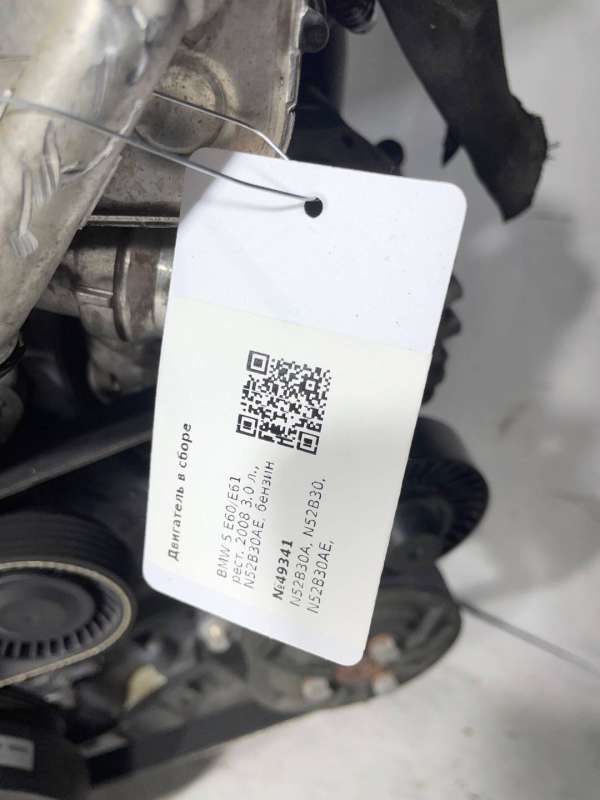 Двигатель в сборе
BMW 5 E60/E61
рест. 2008 3.0 л.,
N52B30AE, бензин
№49341
N52B30A, N52B30,
N52B30AE,